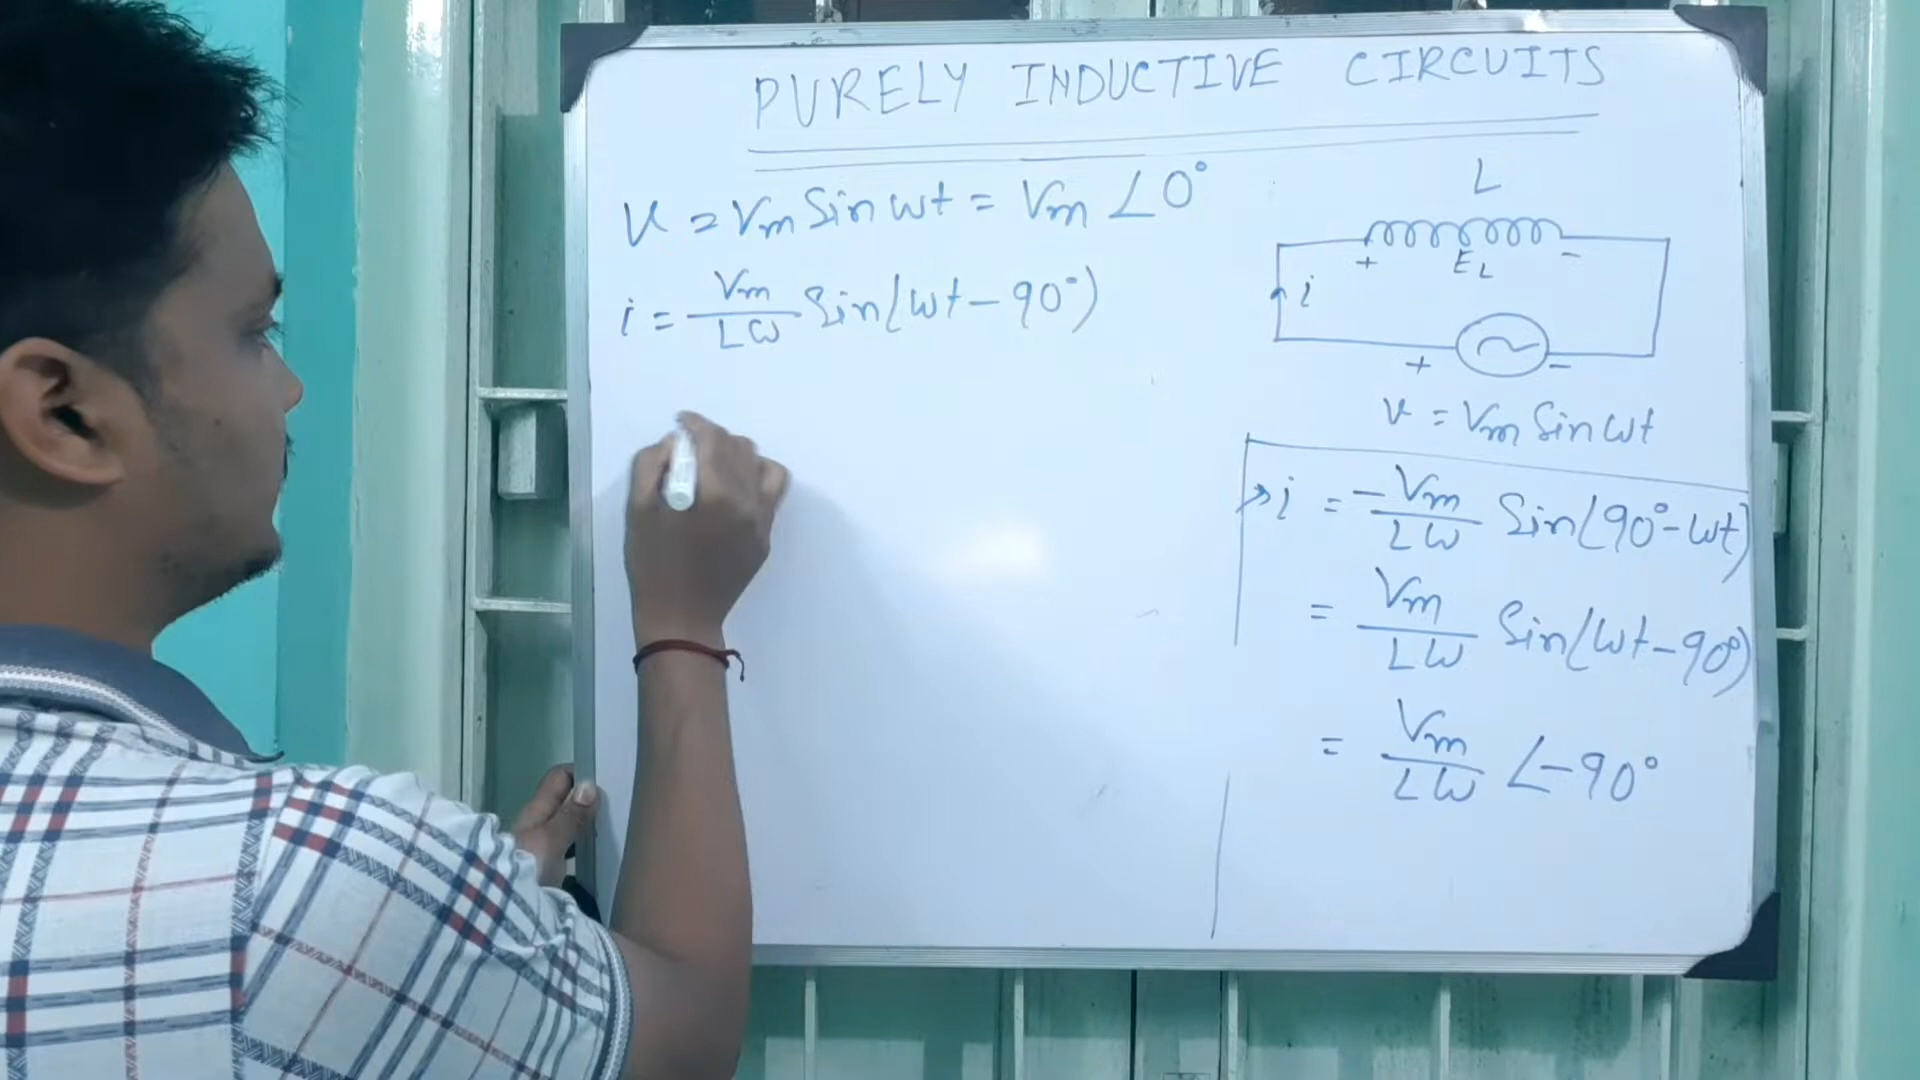 PURELY INDUCTIVE CIRCUITS
v = Vm Sin wt = Vm ∠0°
i = Vm/Lω Sin(ωt-90°)
L
+ EL -
i
+ -
v = Vm Sin ωt
→ i = -Vm/Lω Sin(90°-ωt)
= Vm/Lω Sin(ωt-90°)
= Vm/Lω ∠-90°